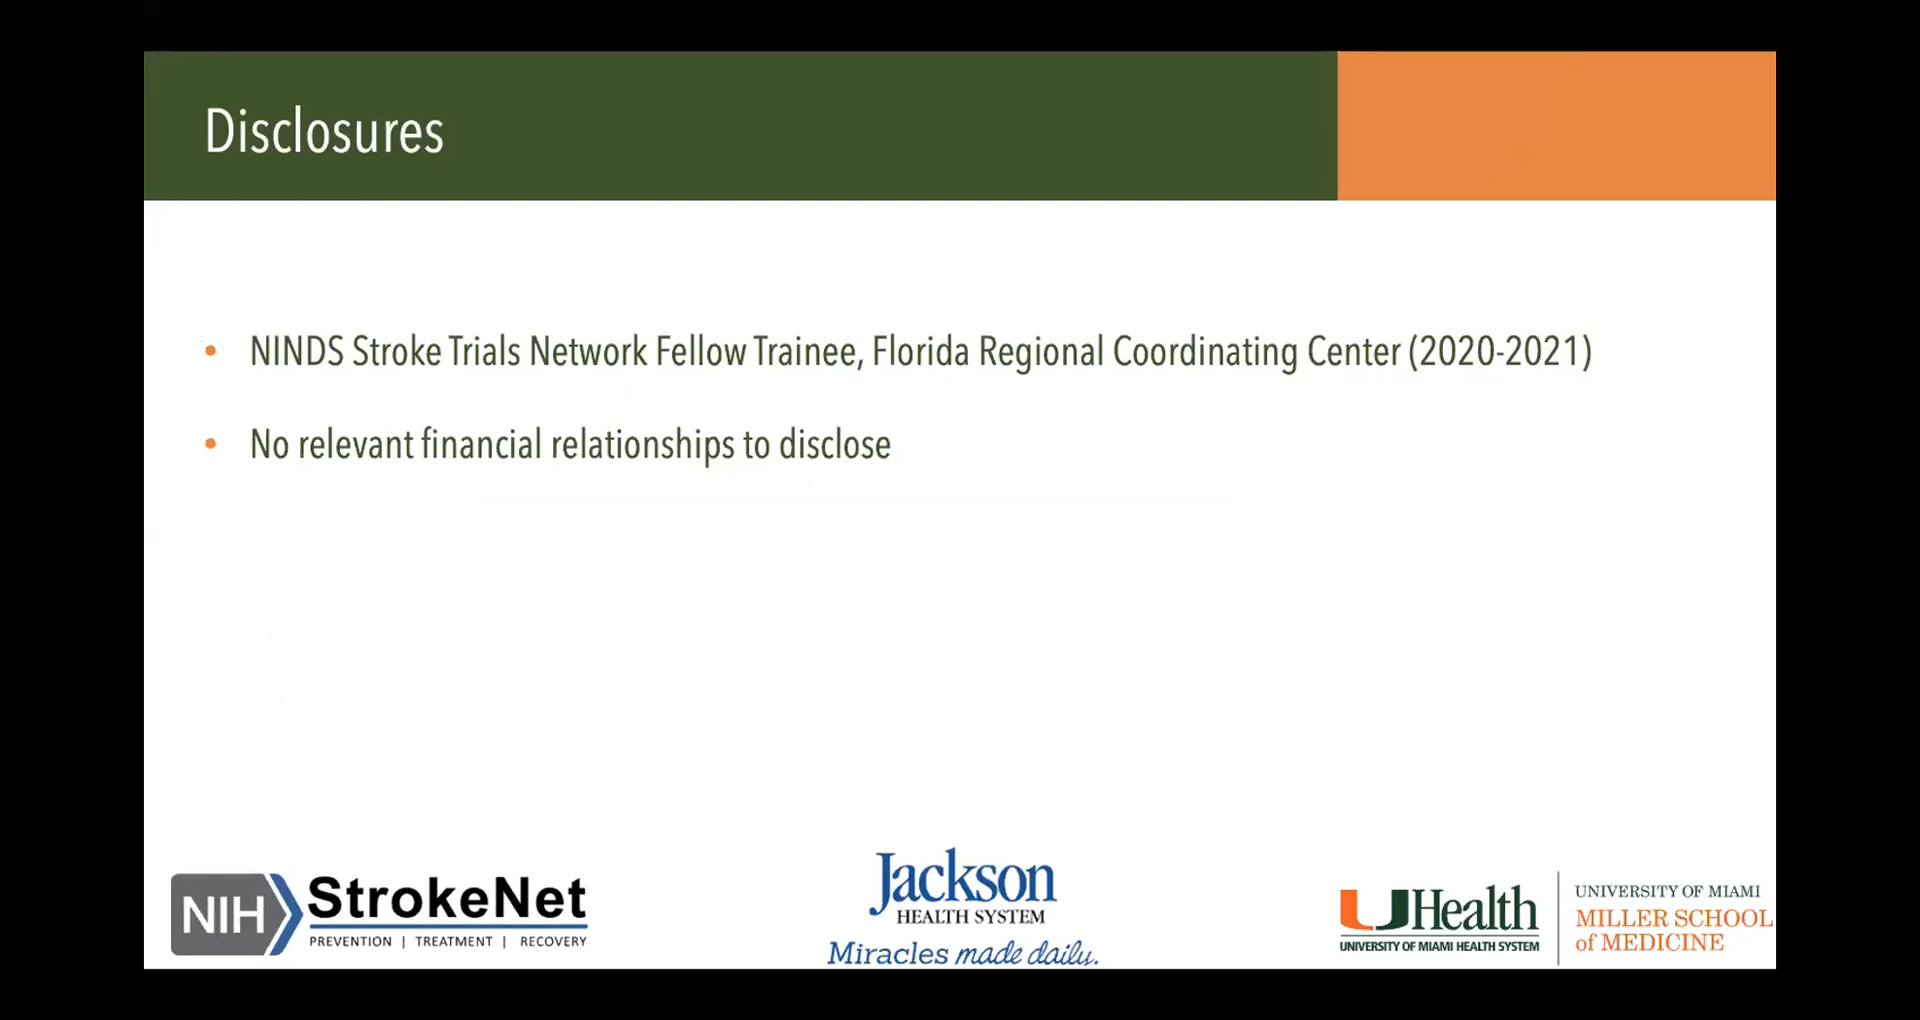 Disclosures
• NINDS Stroke Trials Network Fellow Trainee, Florida Regional Coordinating Center (2020-2021)
• No relevant financial relationships to disclose
NIH StrokeNet
PREVENTION | TREATMENT | RECOVERY
Jackson
HEALTH SYSTEM
Miracles made daily.
UHealth
UNIVERSITY OF MIAMI HEALTH SYSTEM
UNIVERSITY OF MIAMI
MILLER SCHOOL
of MEDICINE